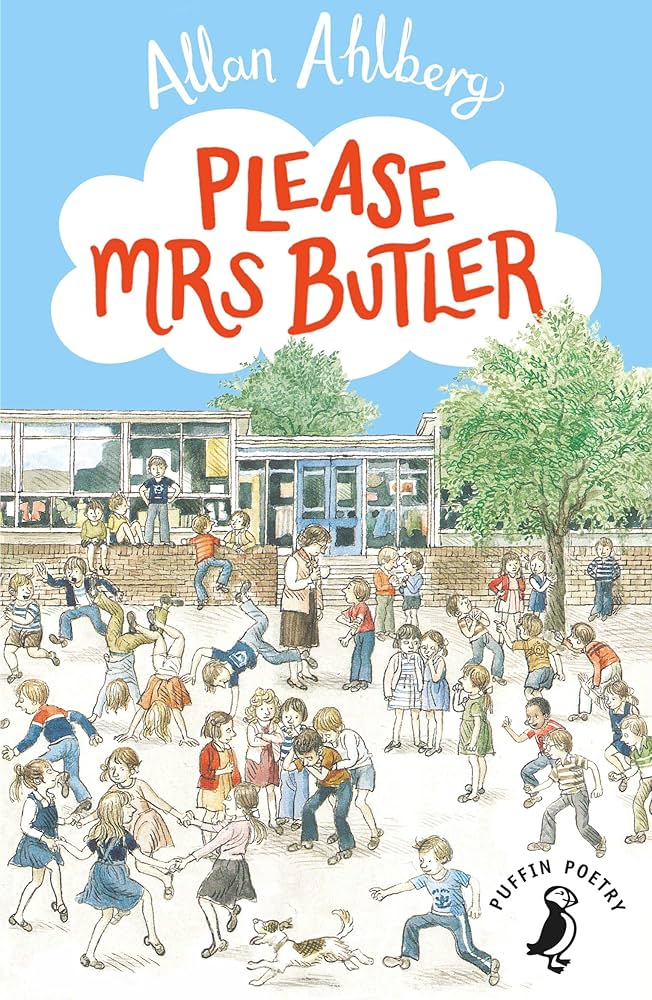 Allan Ahlberg
PLEASE
MRS BUTLER
PUFFIN POETRY